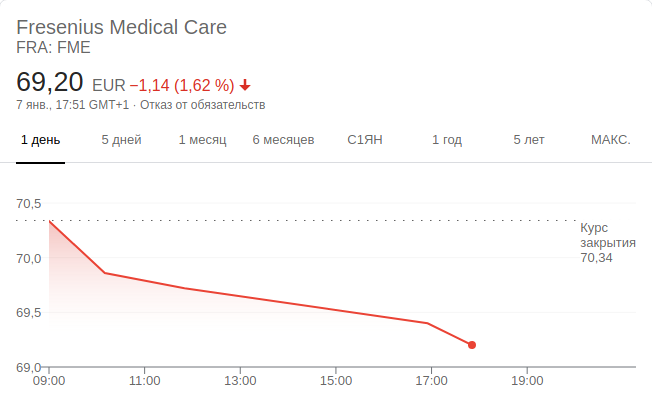 Fresenius Medical Care
FRA: FME
69,20 EUR −1,14 (1,62 %)
7 янв., 17:51 GMT+1 · Отказ от обязательств
1 день 5 дней 1 месяц 6 месяцев С1ЯН 1 год 5 лет МАКС.
70,5
Курс
закрытия
70,34
70,0
69,5
69,0
09:00 11:00 13:00 15:00 17:00 19:00